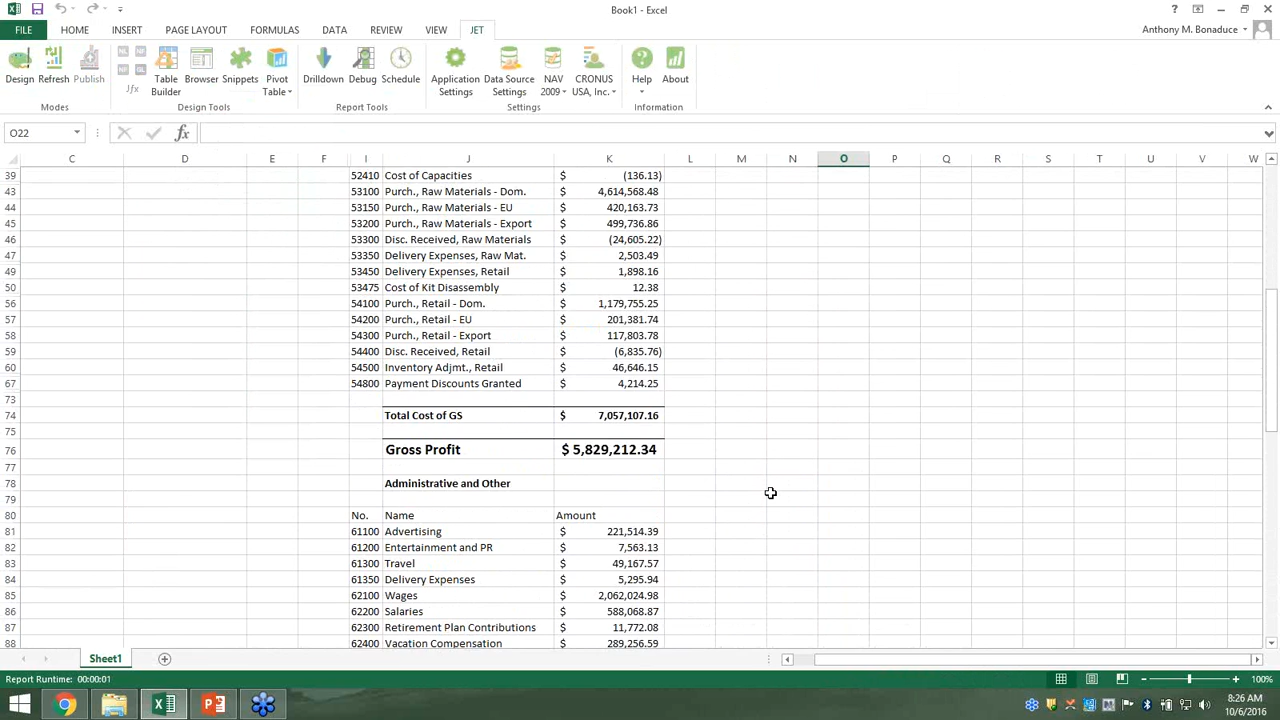 Book1 - Excel
FILE HOME INSERT PAGE LAYOUT FORMULAS DATA REVIEW VIEW JET Anthony M. Bonaduce
Design Refresh Publish Jfx Table Builder Browser Snippets Pivot Table Drilldown Debug Schedule Application Settings Data Source Settings NAV 2009 CRONUS USA, Inc. Help About
Modes Design Tools Report Tools Settings Information
O22 fx
C D E F I J K L M N O P Q R S T U V W
39 52410 Cost of Capacities $ (136.13)
43 53100 Purch., Raw Materials - Dom. $ 4,614,568.48
44 53150 Purch., Raw Materials - EU $ 420,163.73
45 53200 Purch., Raw Materials - Export $ 499,736.86
46 53300 Disc. Received, Raw Materials $ (24,605.22)
47 53350 Delivery Expenses, Raw Mat. $ 2,503.49
49 53450 Delivery Expenses, Retail $ 1,898.16
50 53475 Cost of Kit Disassembly $ 12.38
56 54100 Purch., Retail - Dom. $ 1,179,755.25
57 54200 Purch., Retail - EU $ 201,381.74
58 54300 Purch., Retail - Export $ 117,803.78
59 54400 Disc. Received, Retail $ (6,835.76)
60 54500 Inventory Adjmt., Retail $ 46,646.15
67 54800 Payment Discounts Granted $ 4,214.25
73
74 Total Cost of GS $ 7,057,107.16
75
76 Gross Profit $ 5,829,212.34
77
78 Administrative and Other
79
80 No. Name Amount
81 61100 Advertising $ 221,514.39
82 61200 Entertainment and PR $ 7,563.13
83 61300 Travel $ 49,167.57
84 61350 Delivery Expenses $ 5,295.94
85 62100 Wages $ 2,062,024.98
86 62200 Salaries $ 588,068.87
87 62300 Retirement Plan Contributions $ 11,772.08
88 62400 Vacation Compensation $ 289,256.59
Sheet1
Report Runtime: 00:00:01 100%
8:26 AM
10/6/2016